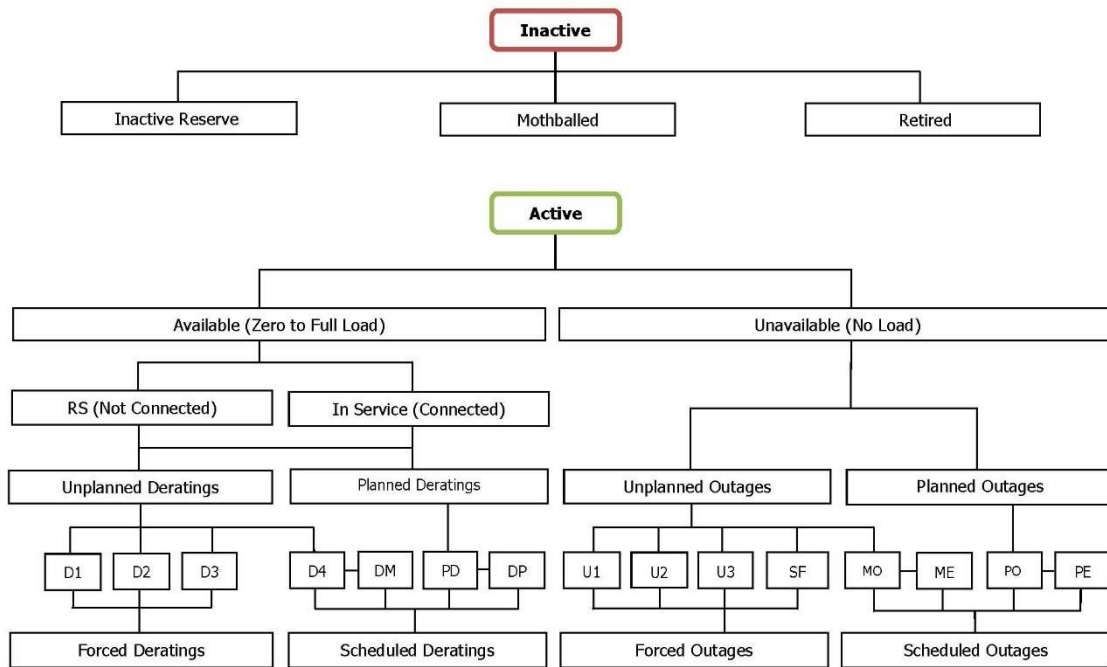 Inactive
Inactive Reserve
Mothballed
Retired
Active
Available (Zero to Full Load)
Unavailable (No Load)
RS (Not Connected)
In Service (Connected)
Unplanned Deratings
Planned Deratings
Unplanned Outages
Planned Outages
D1
D2
D3
D4
DM
PD
DP
U1
U2
U3
SF
MO
ME
PO
PE
Forced Deratings
Scheduled Deratings
Forced Outages
Scheduled Outages